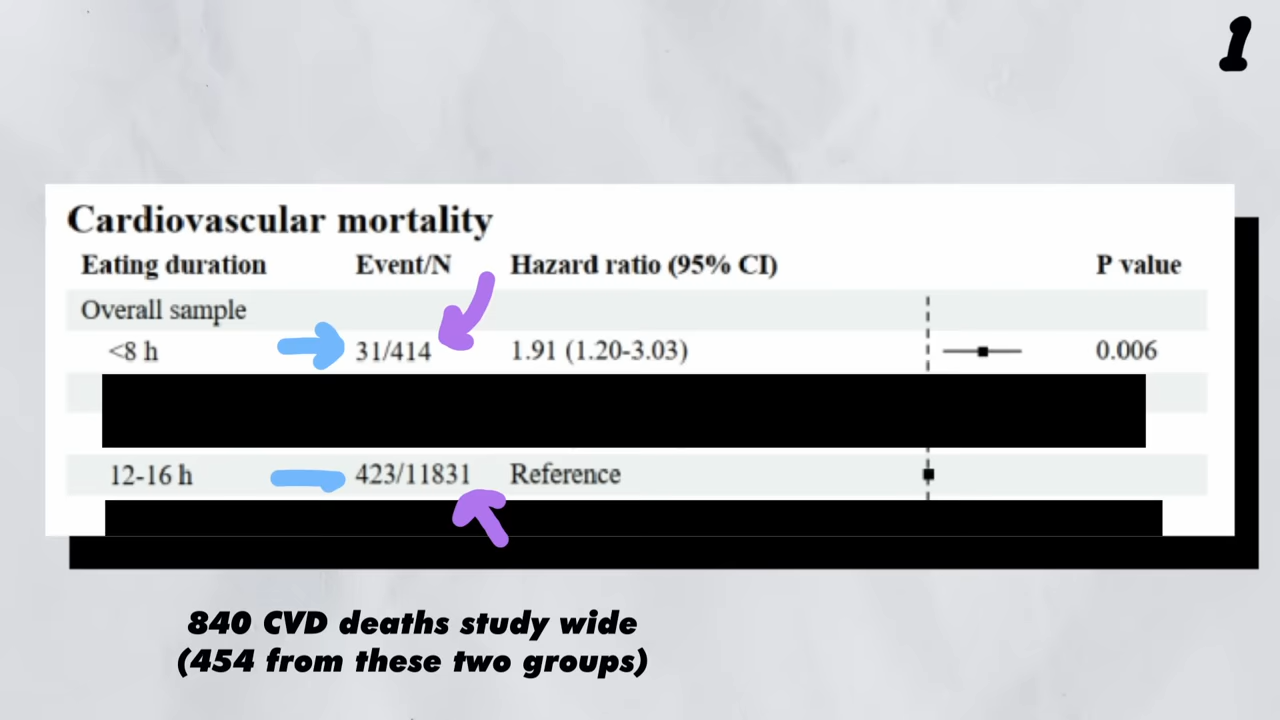 1
Cardiovascular mortality
Eating duration Event/N Hazard ratio (95% CI) P value
Overall sample
<8 h 31/414 1.91 (1.20-3.03) 0.006
12-16 h 423/11831 Reference
840 CVD deaths study wide
(454 from these two groups)